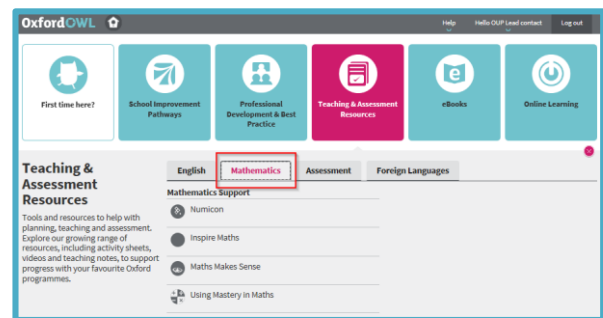 OxfordOWL
Help
Hello OUP Lead contact
Log out
First time here?
School Improvement
Pathways
Professional
Development & Best
Practice
Teaching & Assessment
Resources
e
eBooks
Online Learning
Teaching &
Assessment
Resources
Tools and resources to help with
planning, teaching and assessment.
Explore our growing range of
resources, including activity sheets,
videos and teaching notes, to support
progress with your favourite Oxford
programmes.
English
Mathematics
Assessment
Foreign Languages
Mathematics Support
Numicon
Inspire Maths
Maths Makes Sense
Using Mastery in Maths